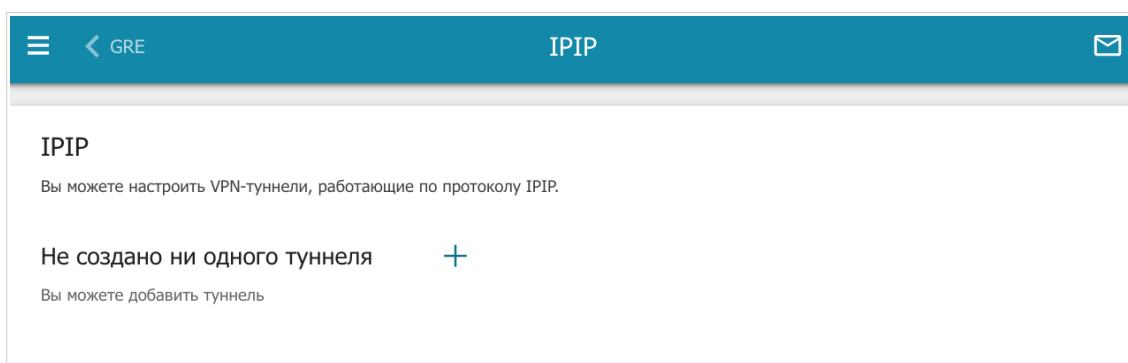 GRE
IPIP
IPIP
Вы можете настроить VPN-туннели, работающие по протоколу IPIP.
Не создано ни одного туннеля
Вы можете добавить туннель